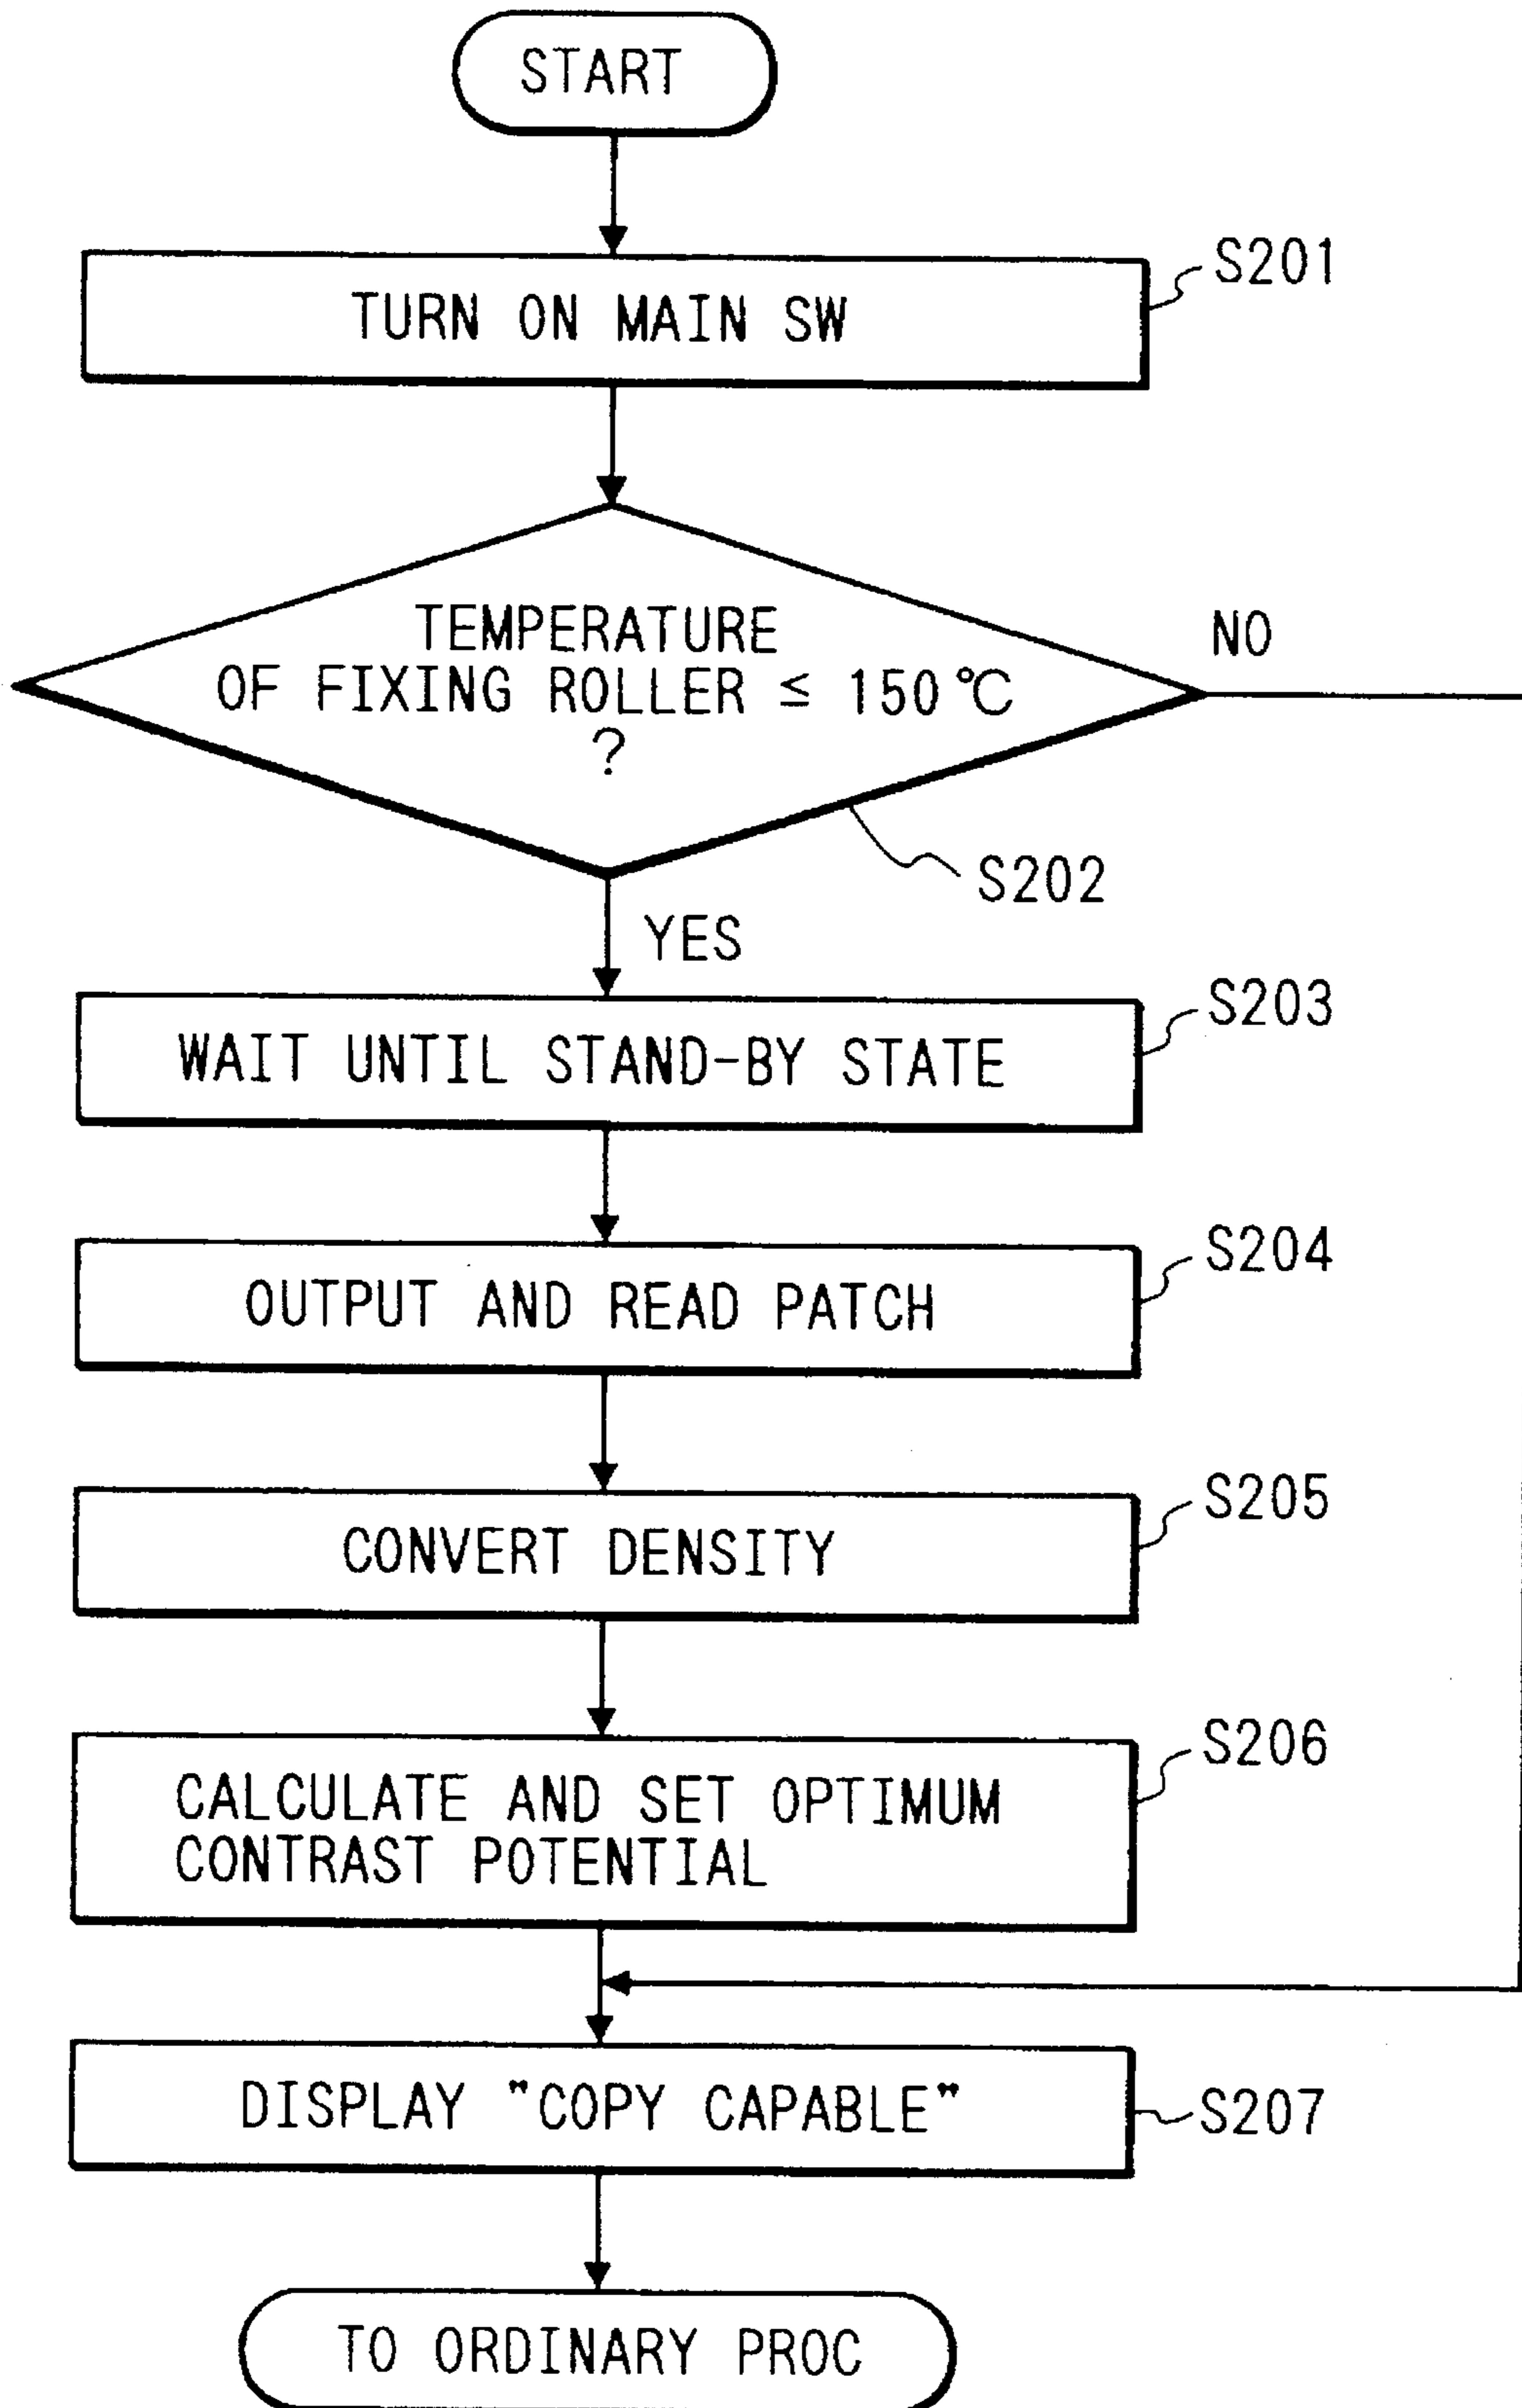 START
TURN ON MAIN SW
S201
TEMPERATURE
OF FIXING ROLLER ≤ 150℃
?
NO
S202
YES
WAIT UNTIL STAND-BY STATE
S203
OUTPUT AND READ PATCH
S204
CONVERT DENSITY
S205
CALCULATE AND SET OPTIMUM
CONTRAST POTENTIAL
S206
DISPLAY "COPY CAPABLE"
S207
TO ORDINARY PROC